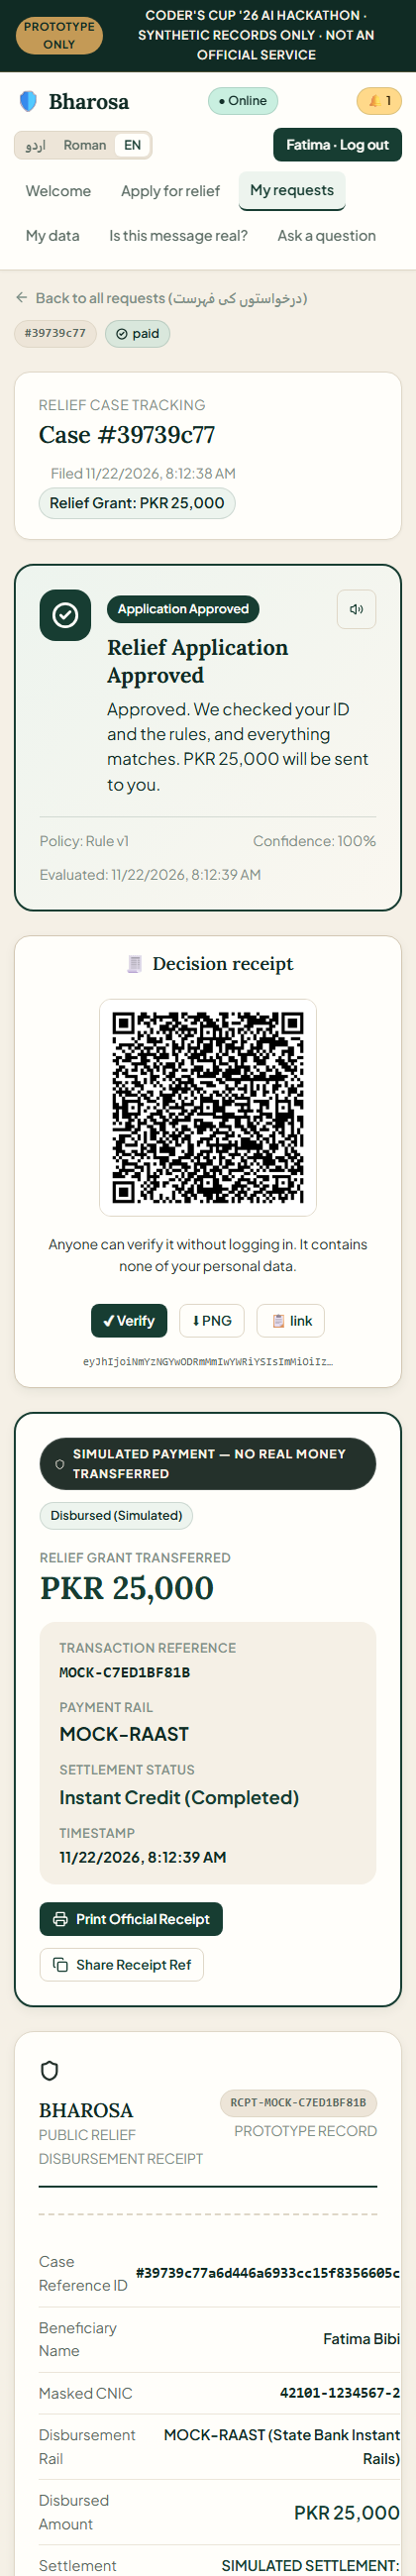 PROTOTYPE
ONLY
CODER'S CUP '26 AI HACKATHON ·
SYNTHETIC RECORDS ONLY · NOT AN
OFFICIAL SERVICE
Bharosa
● Online
1
اردو
Roman
EN
Fatima · Log out
Welcome
Apply for relief
My requests
My data
Is this message real?
Ask a question
← Back to all requests (درخواستوں کی فہرست)
#39739c77
paid
RELIEF CASE TRACKING
Case #39739c77
Filed 11/22/2026, 8:12:38 AM
Relief Grant: PKR 25,000
Application Approved
Relief Application
Approved
Approved. We checked your ID
and the rules, and everything
matches. PKR 25,000 will be sent
to you.
Policy: Rule v1
Confidence: 100%
Evaluated: 11/22/2026, 8:12:39 AM
Decision receipt
Anyone can verify it without logging in. It contains
none of your personal data.
✔ Verify
⬇ PNG
📋 link
eyJhIjoiNmYzNGYwODRmMmIwYWRiYSIsImMiOiIz…
SIMULATED PAYMENT — NO REAL MONEY
TRANSFERRED
Disbursed (Simulated)
RELIEF GRANT TRANSFERRED
PKR 25,000
TRANSACTION REFERENCE
MOCK-C7ED1BF81B
PAYMENT RAIL
MOCK-RAAST
SETTLEMENT STATUS
Instant Credit (Completed)
TIMESTAMP
11/22/2026, 8:12:39 AM
Print Official Receipt
Share Receipt Ref
BHAROSA
PUBLIC RELIEF
DISBURSEMENT RECEIPT
RCPT-MOCK-C7ED1BF81B
PROTOTYPE RECORD
Case
Reference ID
#39739c77a6d446a6933cc15f8356605c
Beneficiary
Name
Fatima Bibi
Masked CNIC
42101-1234567-2
Disbursement
Rail
MOCK-RAAST (State Bank Instant
Rails)
Disbursed
Amount
PKR 25,000
Settlement
SIMULATED SETTLEMENT: